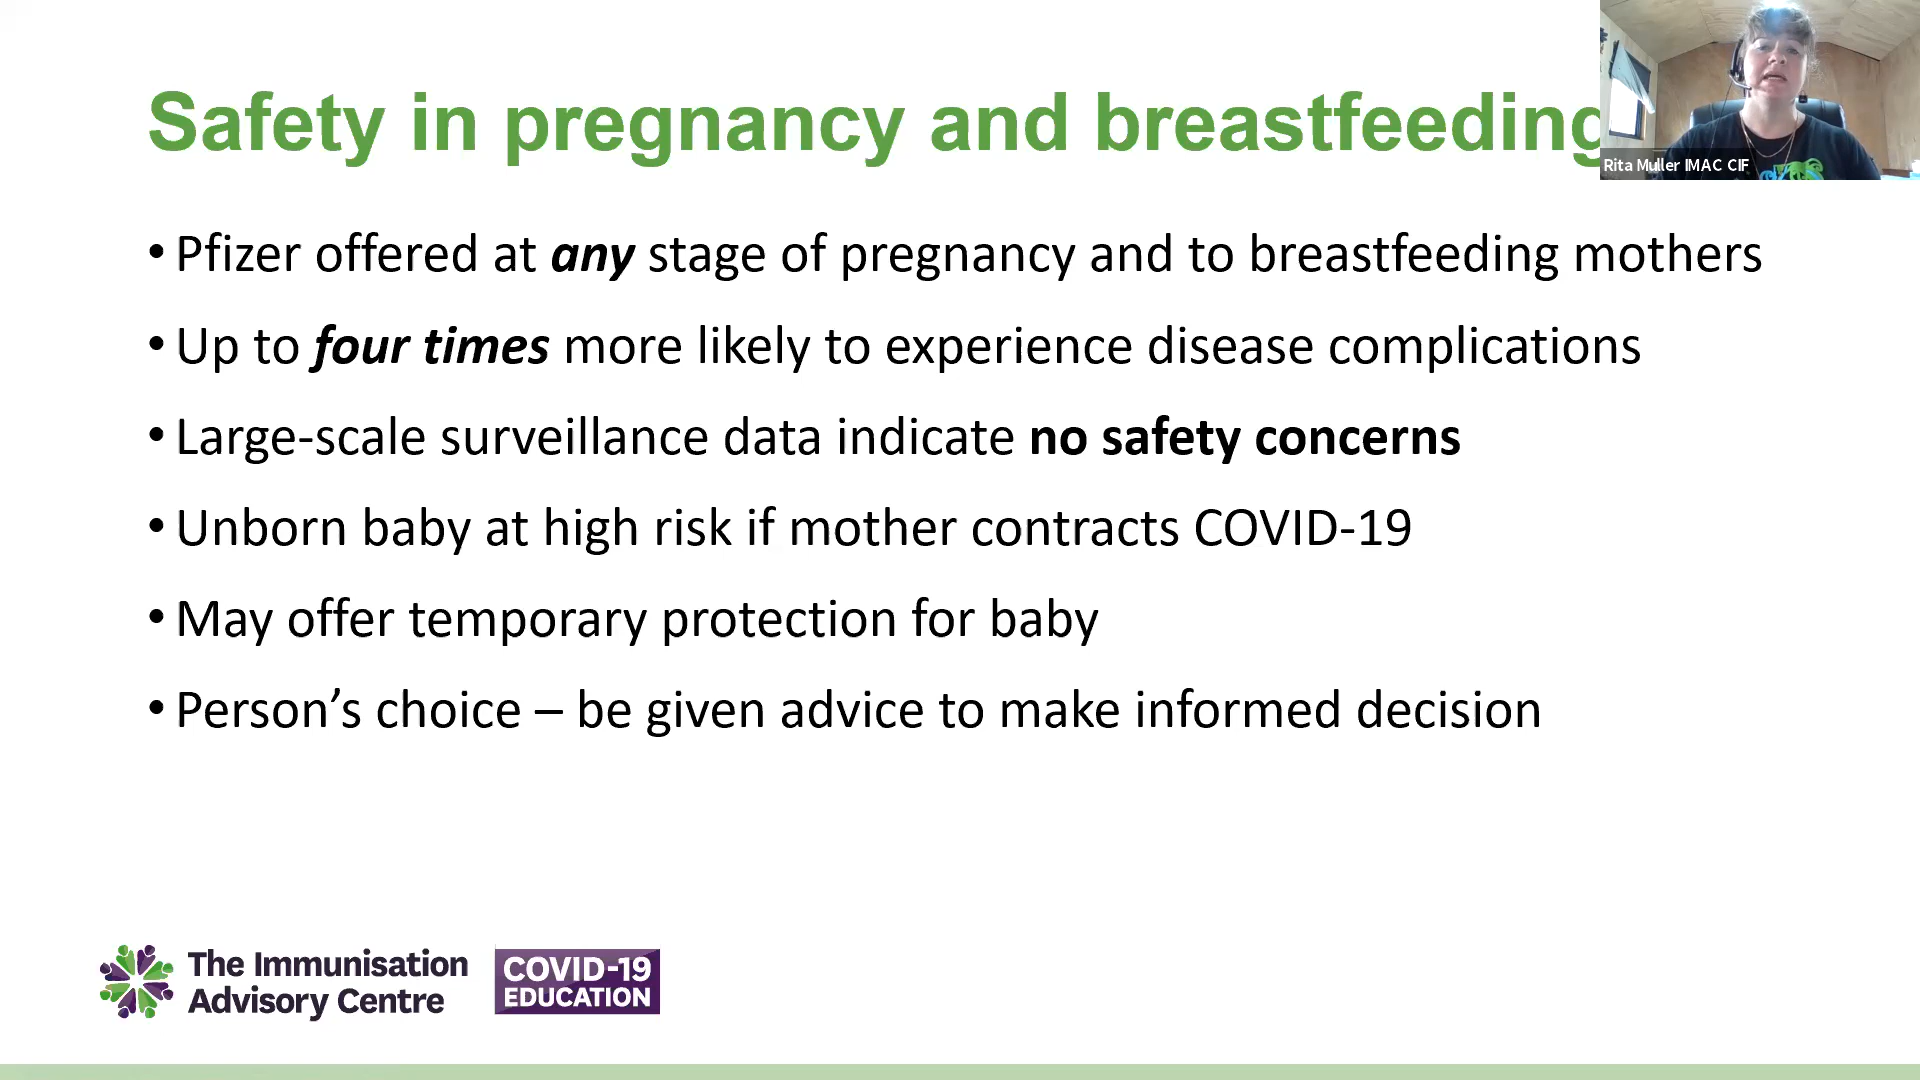 Safety in pregnancy and breastfeeding
Rita Muller IMAC CIF
• Pfizer offered at any stage of pregnancy and to breastfeeding mothers
• Up to four times more likely to experience disease complications
• Large-scale surveillance data indicate no safety concerns
• Unborn baby at high risk if mother contracts COVID-19
• May offer temporary protection for baby
• Person’s choice – be given advice to make informed decision
The Immunisation
Advisory Centre
COVID-19
EDUCATION